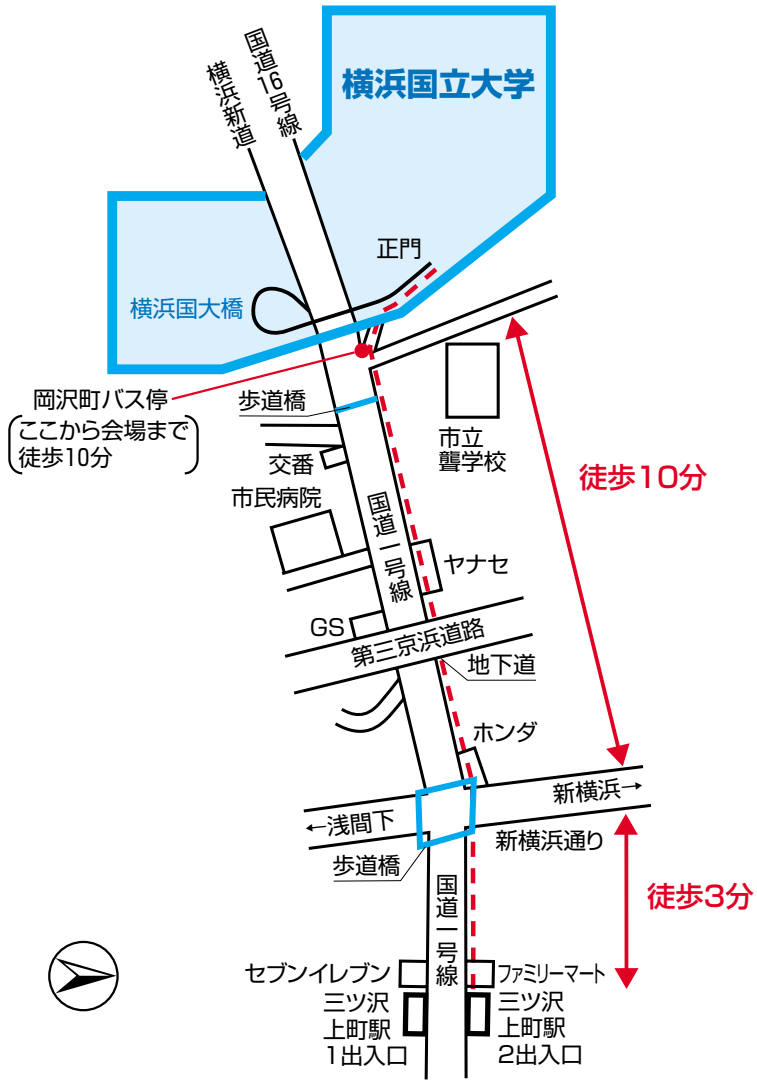 国道16号線
横浜新道
横浜国立大学
正門
横浜国大橋
岡沢町バス停
ここから会場まで
徒歩10分
歩道橋
市立
聾学校
交番
徒歩10分
市民病院
国道一号線
ヤナセ
GS
第三京浜道路
地下道
ホンダ
新横浜→
←浅間下
新横浜通り
歩道橋
国道一号線
徒歩3分
セブンイレブン
ファミリーマート
三ツ沢
上町駅
1出入口
三ツ沢
上町駅
2出入口